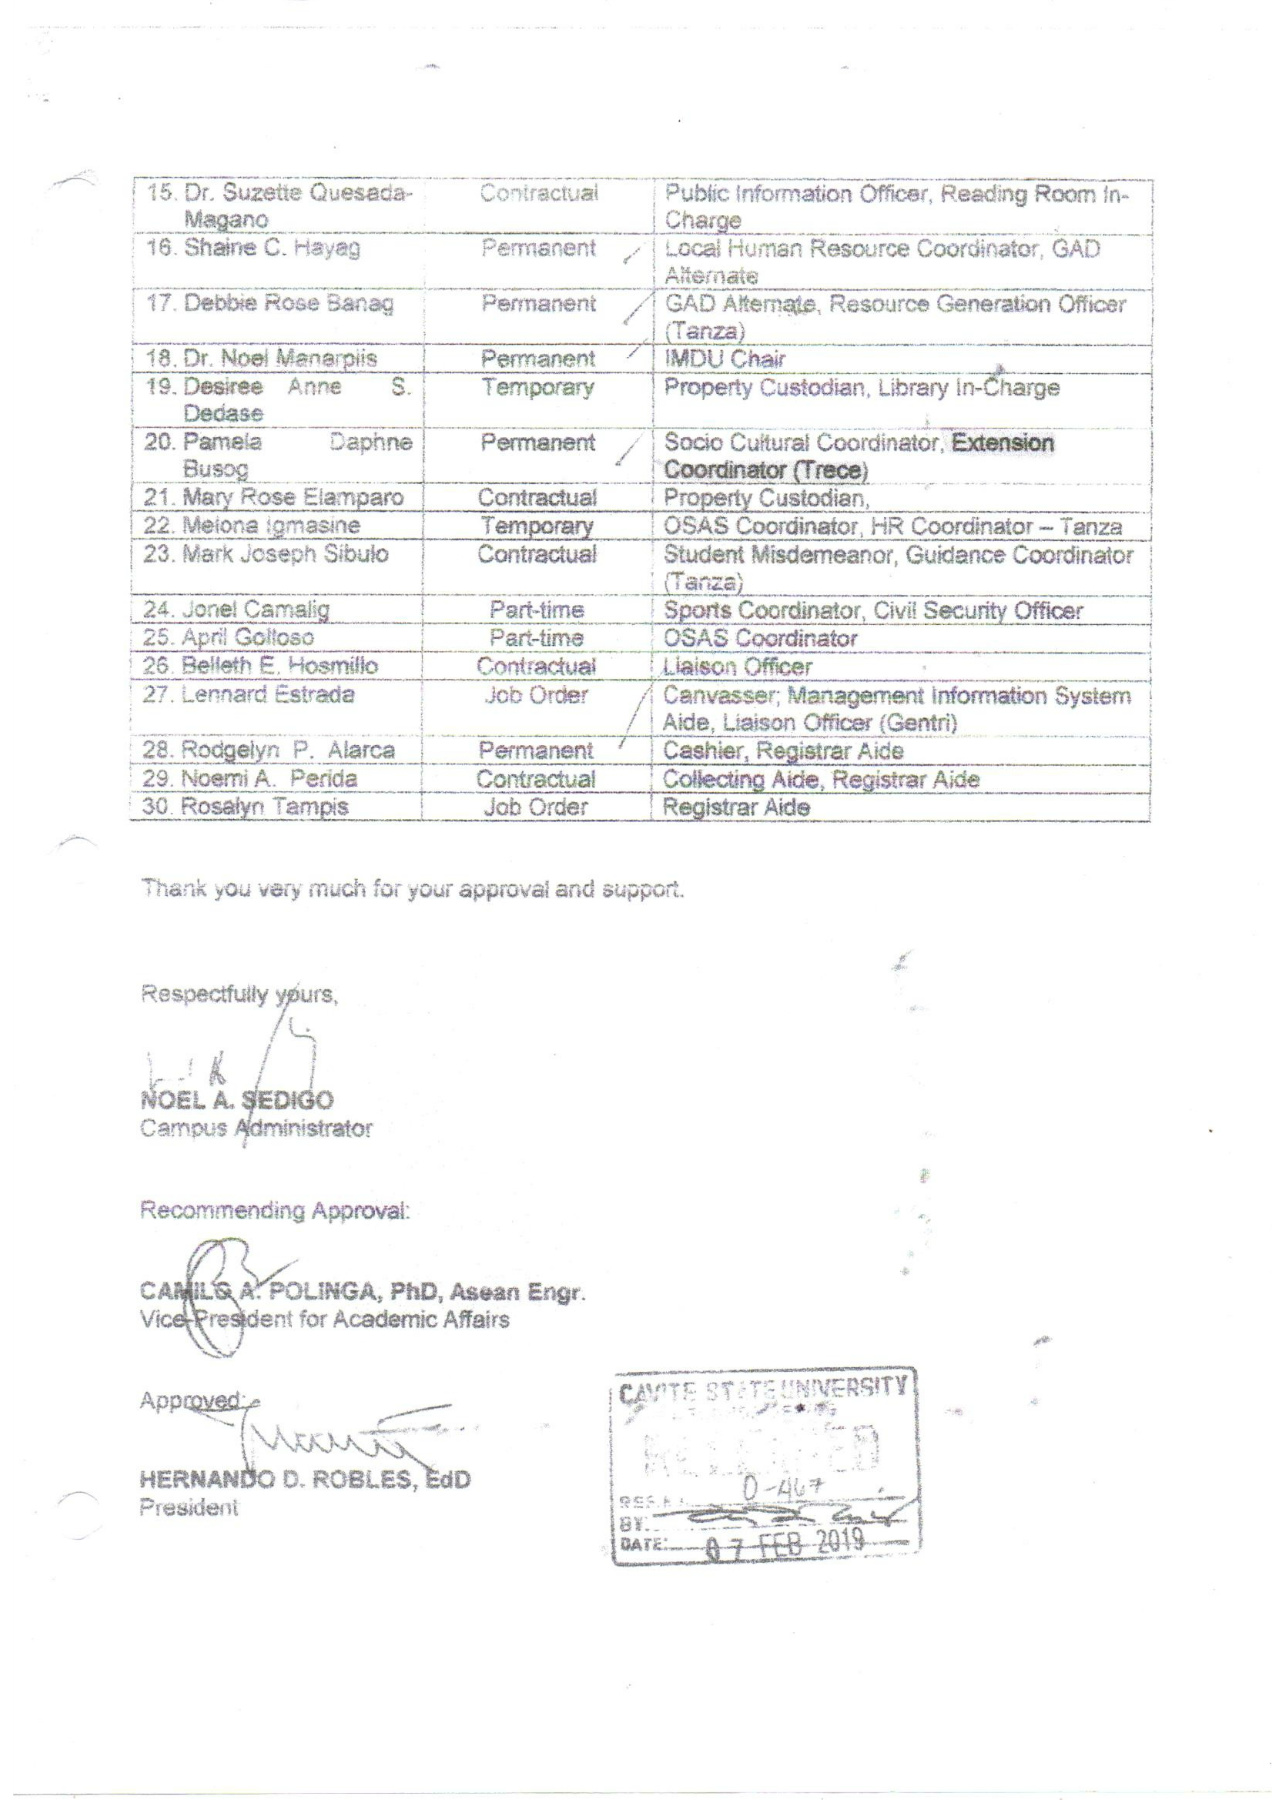 15. Dr. Suzette Quesada- Contractual Public Information Officer, Reading Room In-
Magano Charge
16. Shaine C. Hayag Permanent Local Human Resource Coordinator, GAD
Alternate
17. Debbie Rose Banag Permanent GAD Alternate, Resource Generation Officer
(Tanza)
18. Dr. Noel Manarpiis Permanent IMDU Chair
19. Desiree Anne S. Temporary Property Custodian, Library In-Charge
Dedase
20. Pamela Daphne Permanent Socio Cultural Coordinator, Extension
Busog Coordinator (Trece)
21. Mary Rose Elamparo Contractual Property Custodian,
22. Melona Igmasine Temporary OSAS Coordinator, HR Coordinator – Tanza
23. Mark Joseph Sibulo Contractual Student Misdemeanor, Guidance Coordinator
(Tanza)
24. Jonel Camalig Part-time Sports Coordinator, Civil Security Officer
25. April Golloso Part-time OSAS Coordinator
26. Belleth E. Hosmillo Contractual Liaison Officer
27. Lennard Estrada Job Order Canvasser; Management Information System
Aide, Liaison Officer (Gentri)
28. Rodgelyn P. Alarca Permanent Cashier, Registrar Aide
29. Noemi A. Perida Contractual Collecting Aide, Registrar Aide
30. Rosalyn Tampis Job Order Registrar Aide
Thank you very much for your approval and support.
Respectfully yours,
NOEL A. SEDIGO
Campus Administrator
Recommending Approval:
CAMILO A. POLINGA, PhD, Asean Engr.
Vice-President for Academic Affairs
Approved:
HERNANDO D. ROBLES, EdD
President
CAVITE STATE UNIVERSITY
0-467
BY:
DATE: 07 FEB 2019